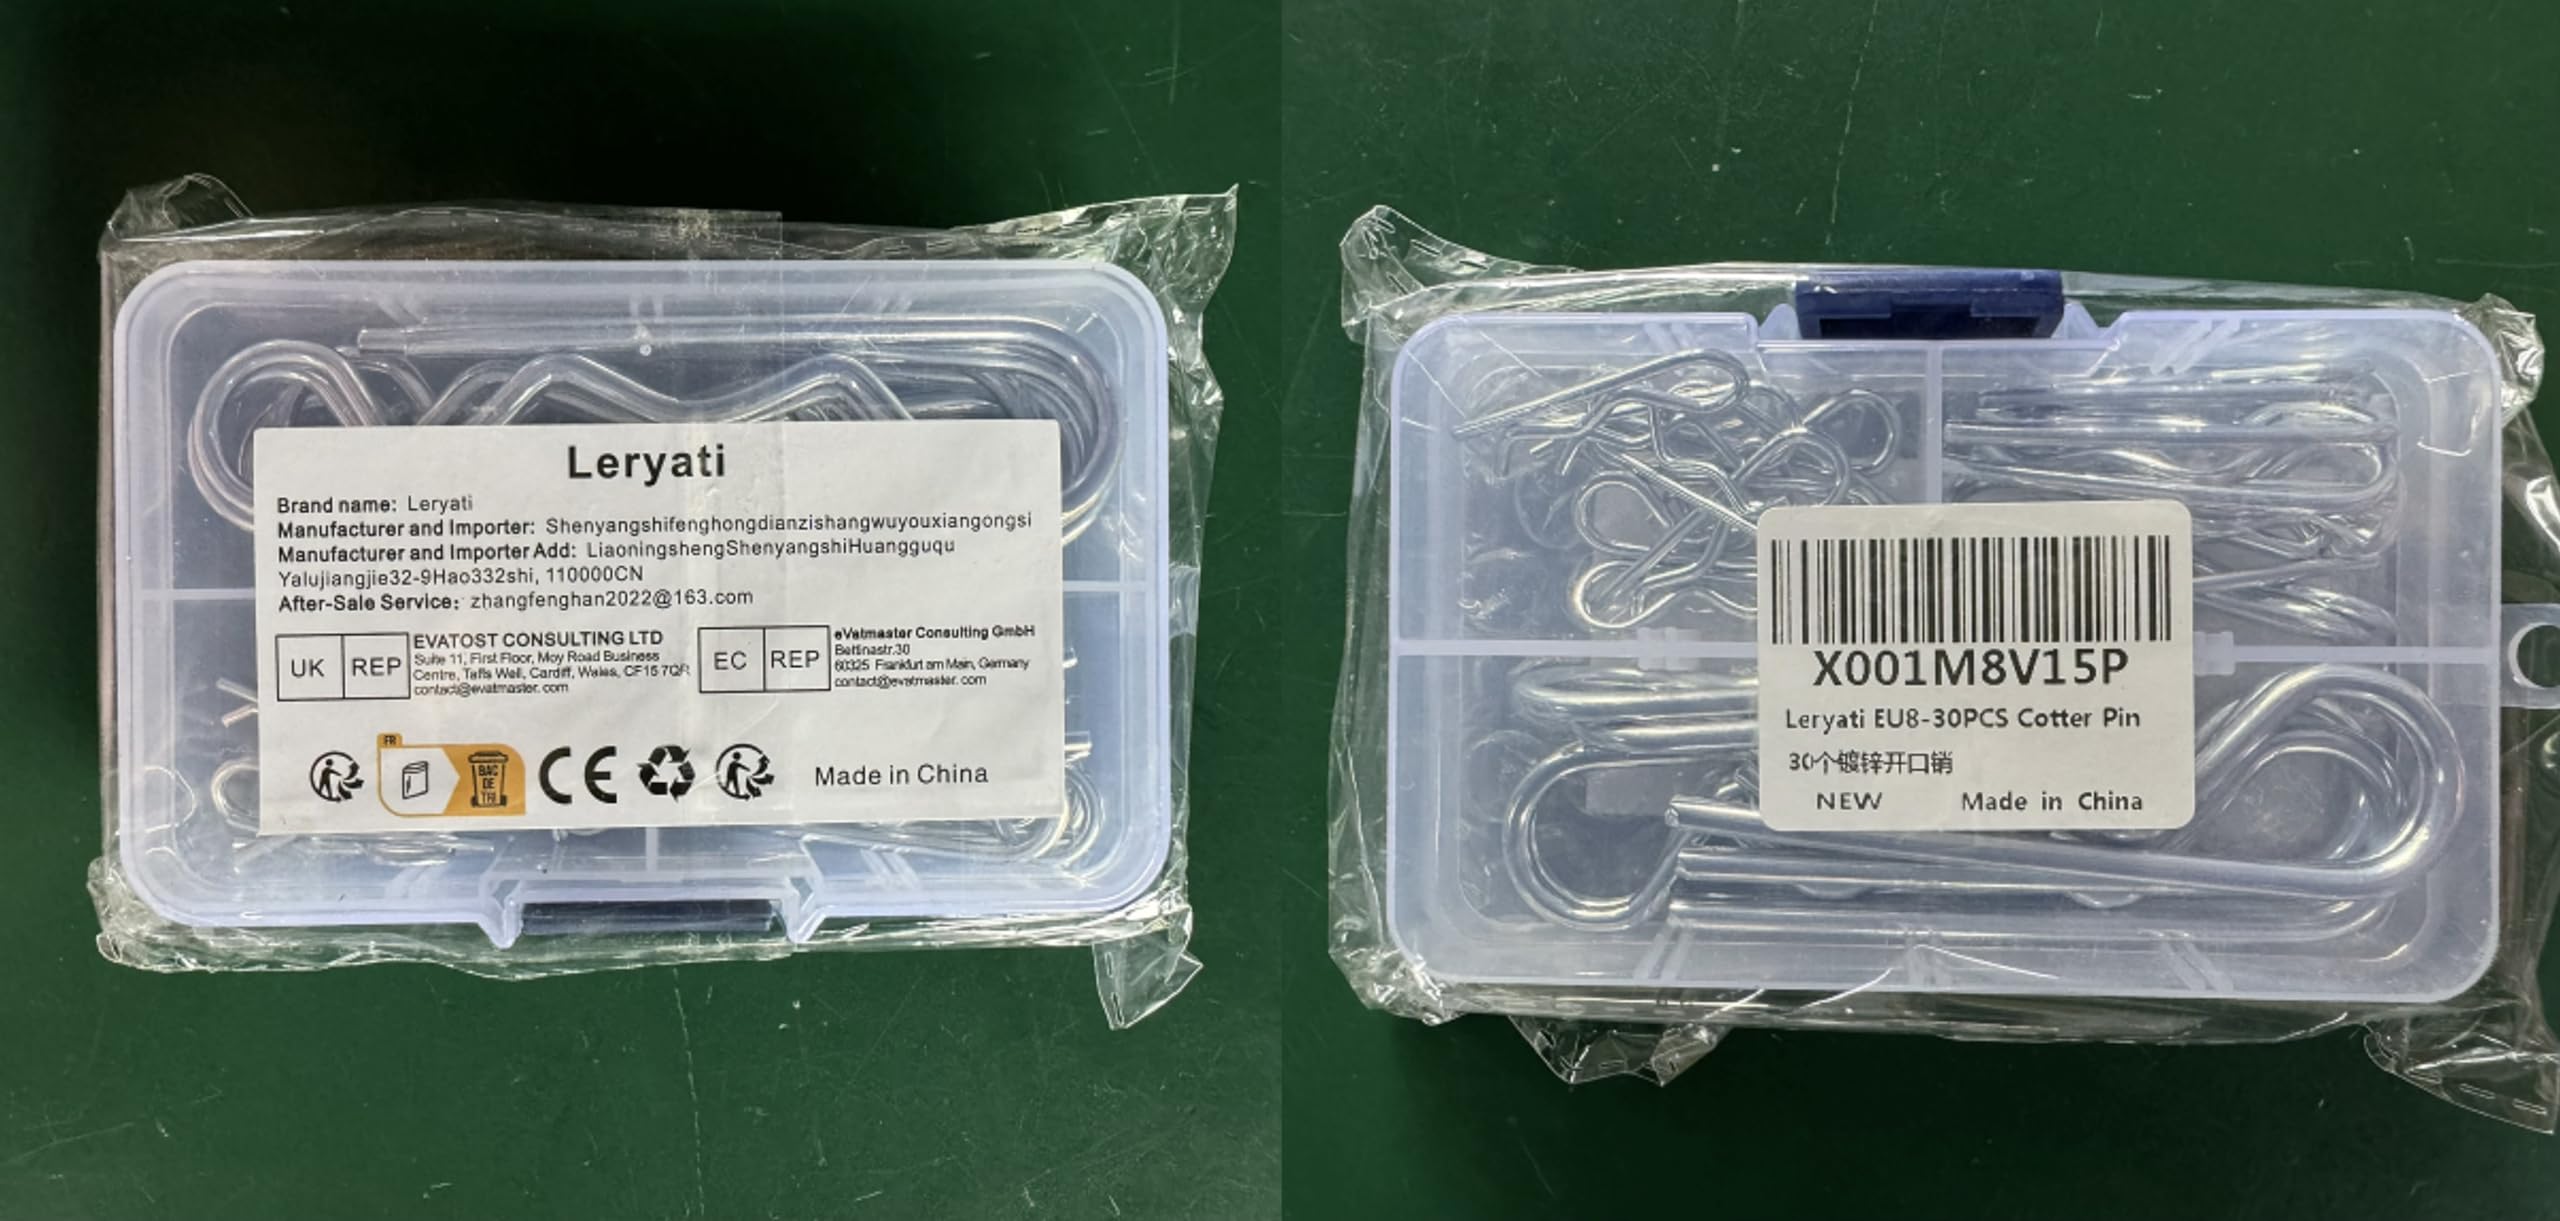 Leryati
Brand name: Leryati
Manufacturer and Importer: Shenyangshifenghongdianzishangwuyouxiangongsi
Manufacturer and Importer Add: LiaoningshengShenyangshiHuangguqu
Yalujiangjie32-9Hao332shi, 110000CN
After-Sale Service: zhangfenghan2022@163.com
UK REP
EVATOST CONSULTING LTD
Suite 11, First Floor, Moy Road Business
Centre, Taffs Well, Cardiff, Wales, CF15 7QR
contact@evatmaster.com
EC REP
eVatmaster Consulting GmbH
Bettinastr.30
60325 Frankfurt am Main, Germany
contact@evatmaster.com
FR
BAC
DE
TRI
CE
Made in China
X001M8V15P
Leryati EU8-30PCS Cotter Pin
30个镀锌开口销
NEW Made in China